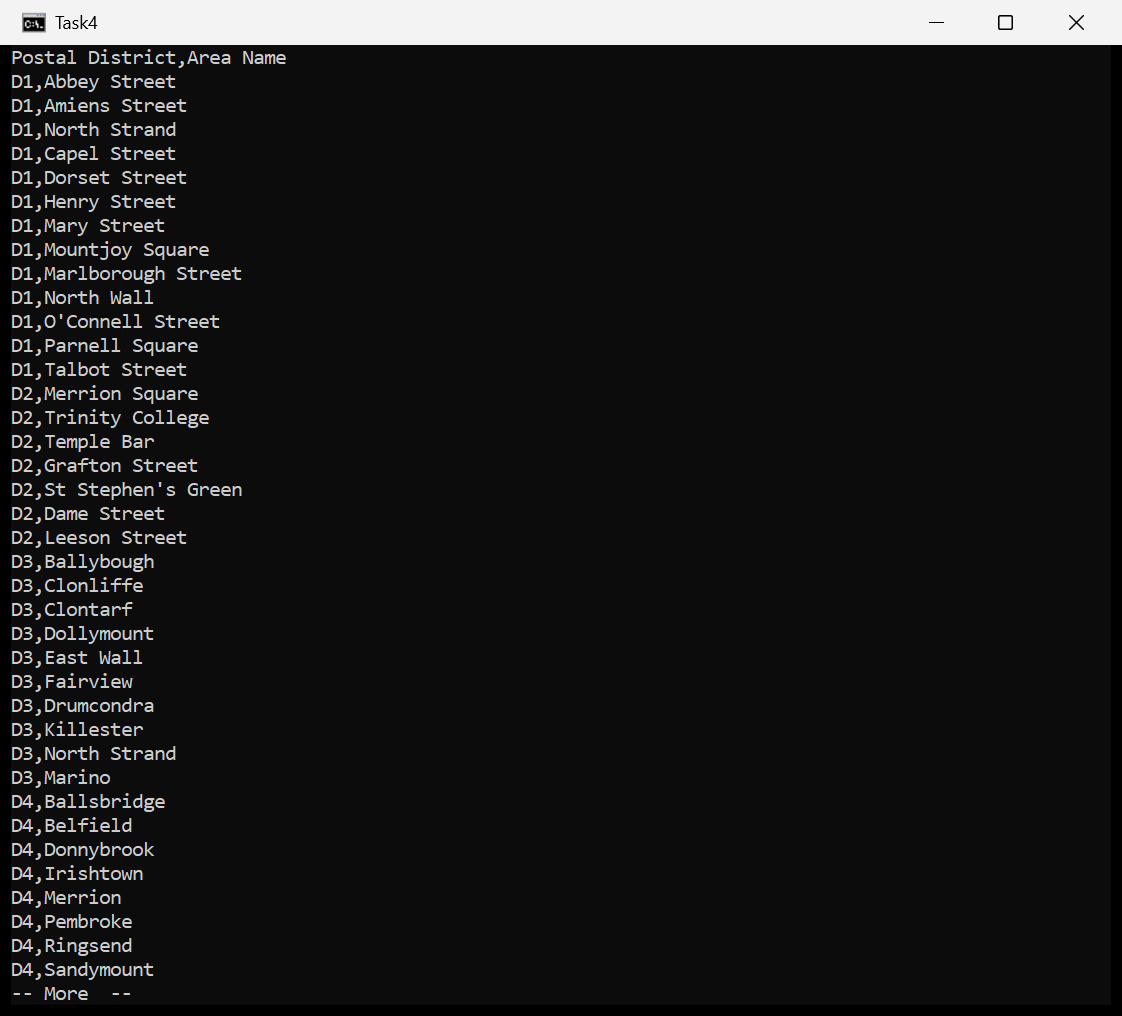 Task4
Postal District,Area Name
D1,Abbey Street
D1,Amiens Street
D1,North Strand
D1,Capel Street
D1,Dorset Street
D1,Henry Street
D1,Mary Street
D1,Mountjoy Square
D1,Marlborough Street
D1,North Wall
D1,O'Connell Street
D1,Parnell Square
D1,Talbot Street
D2,Merrion Square
D2,Trinity College
D2,Temple Bar
D2,Grafton Street
D2,St Stephen's Green
D2,Dame Street
D2,Leeson Street
D3,Ballybough
D3,Clonliffe
D3,Clontarf
D3,Dollymount
D3,East Wall
D3,Fairview
D3,Drumcondra
D3,Killester
D3,North Strand
D3,Marino
D4,Ballsbridge
D4,Belfield
D4,Donnybrook
D4,Irishtown
D4,Merrion
D4,Pembroke
D4,Ringsend
D4,Sandymount
-- More  --